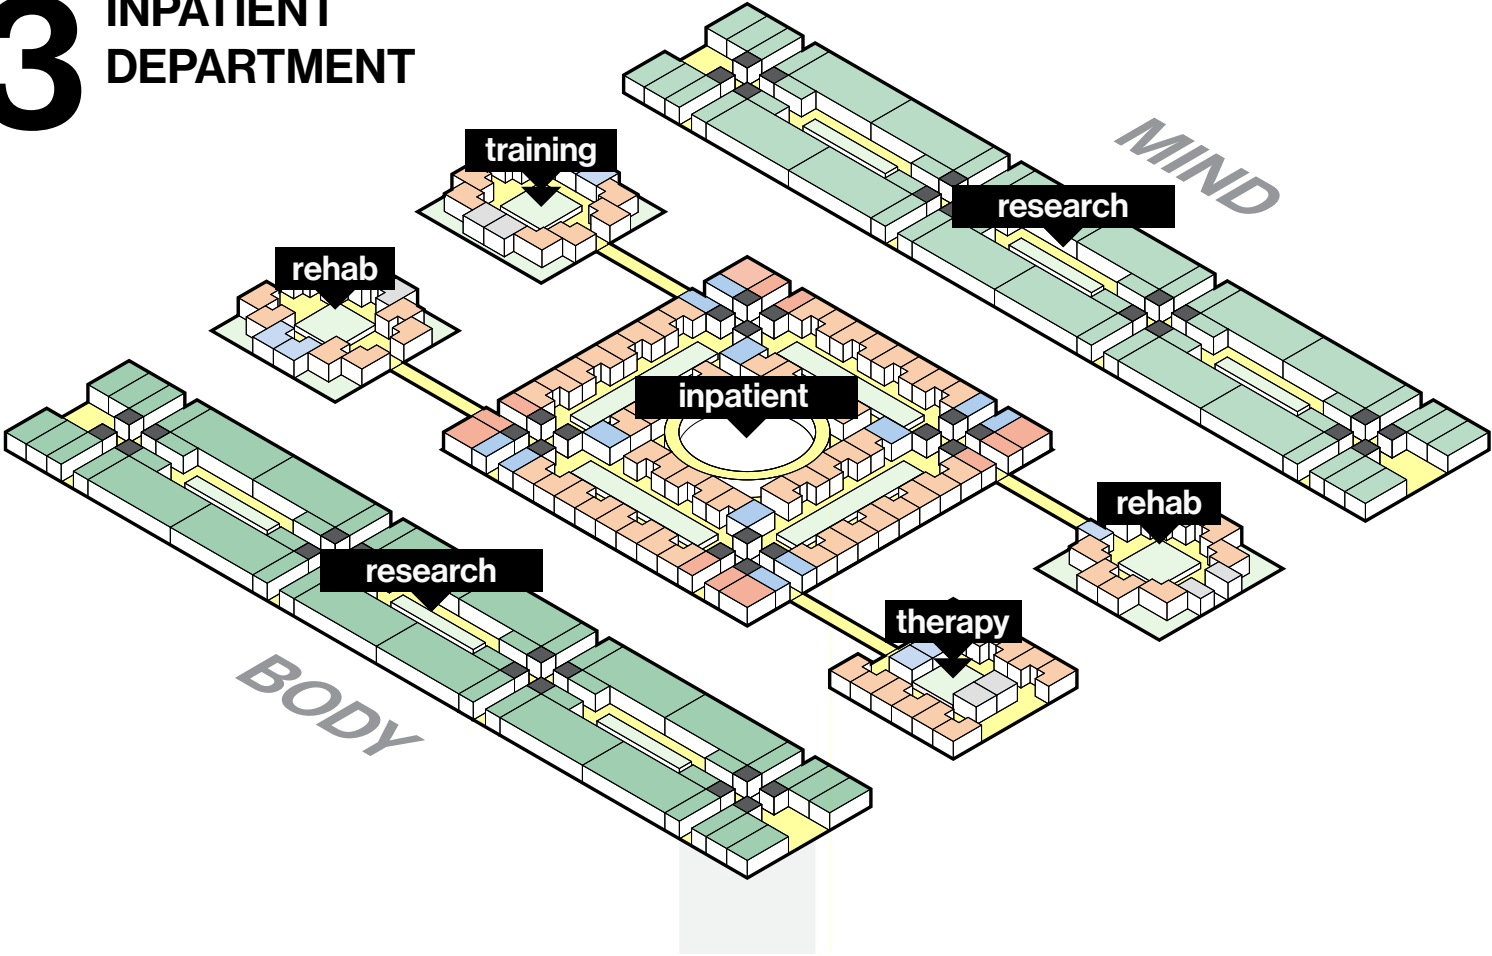 3
INPATIENT
DEPARTMENT
MIND
training
research
rehab
inpatient
rehab
research
therapy
BODY